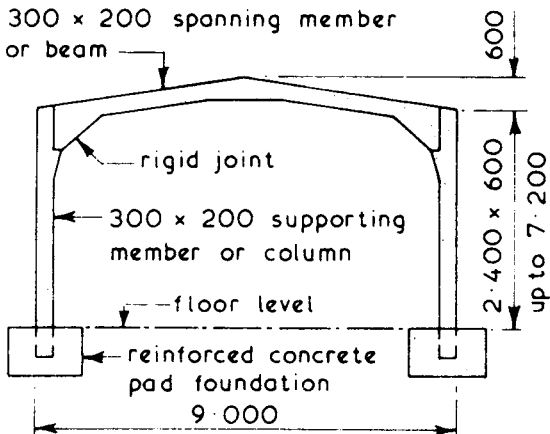 300 × 200 spanning member
or beam
600
rigid joint
300 × 200 supporting
member or column
2·400 × 600
up to 7·200
floor level
reinforced concrete
pad foundation
9·000